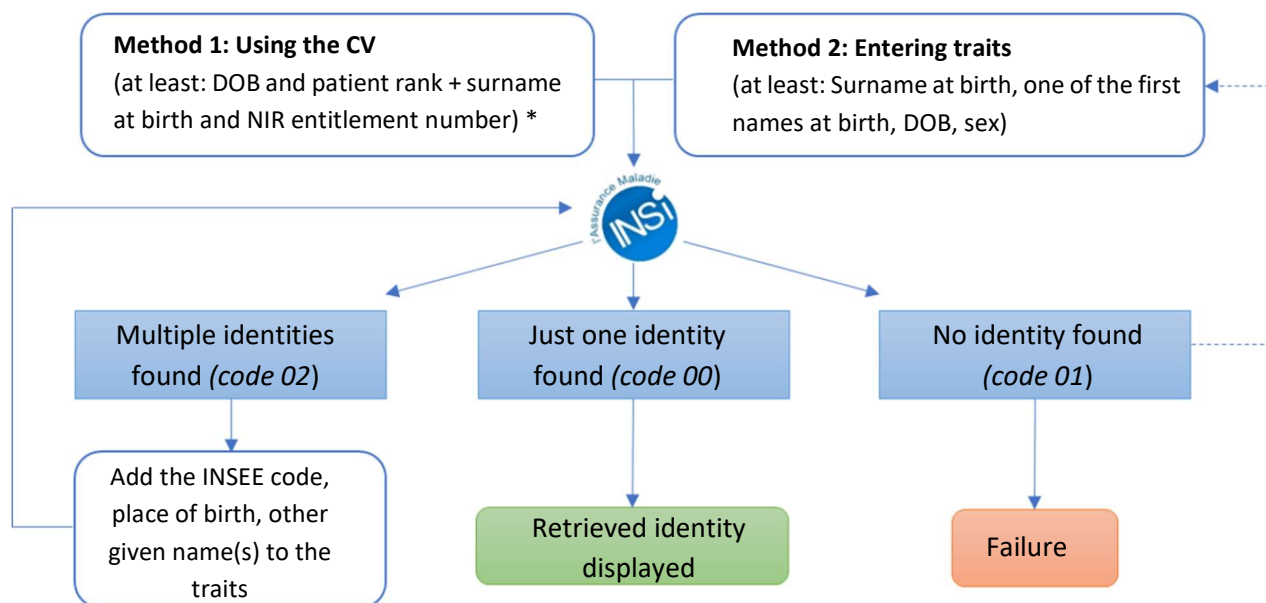 Method 1: Using the CV
(at least: DOB and patient rank + surname
at birth and NIR entitlement number) *
Method 2: Entering traits
(at least: Surname at birth, one of the first
names at birth, DOB, sex)
l'Assurance Maladie
INSi
Multiple identities
found (code 02)
Just one identity
found (code 00)
No identity found
(code 01)
Add the INSEE code,
place of birth, other
given name(s) to the
traits
Retrieved identity
displayed
Failure